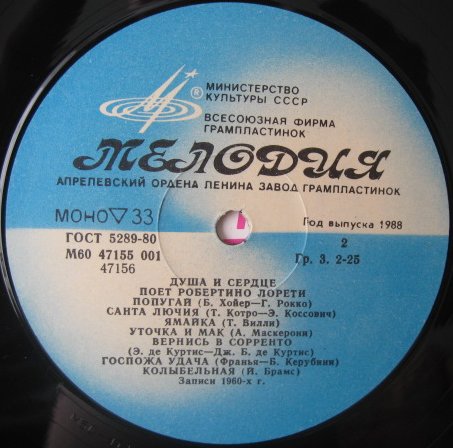 МИНИСТЕРСТВО
КУЛЬТУРЫ СССР
ВСЕСОЮЗНАЯ ФИРМА
ГРАМПЛАСТИНОК
®
МЕЛОДИЯ
АПРЕЛЕВСКИЙ ОРДЕНА ЛЕНИНА ЗАВОД ГРАМПЛАСТИНОК
МОНО ▽ 33
Год выпуска 1988
ГОСТ 5289-80
2
М60 47155 001
Гр. 3. 2-25
47156
ДУША И СЕРДЦЕ
ПОЕТ РОБЕРТИНО ЛОРЕТИ
ПОПУГАЙ (Б. Хойер—Г. Рокко)
САНТА ЛЮЧИЯ (Т. Котро—Э. Коссович)
ЯМАЙКА (Т. Вилли)
УТОЧКА И МАК (А. Маскерони)
ВЕРНИСЬ В СОРРЕНТО
(Э. де Куртис—Дж. Б. де Куртис)
ГОСПОЖА УДАЧА (Франья—Б. Керубини)
КОЛЫБЕЛЬНАЯ (И. Брамс)
Записи 1960-х г.